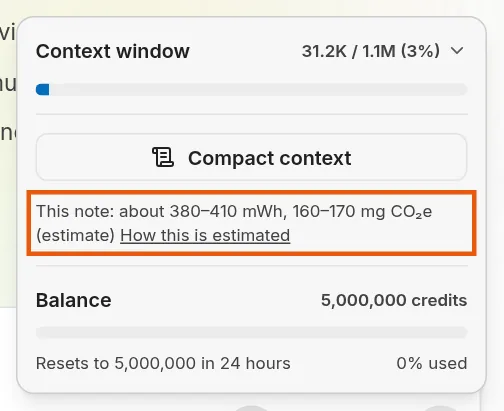 Context window 31.2K / 1.1M (3%)
Compact context
This note: about 380–410 mWh, 160–170 mg CO₂e
(estimate) How this is estimated
Balance 5,000,000 credits
Resets to 5,000,000 in 24 hours 0% used